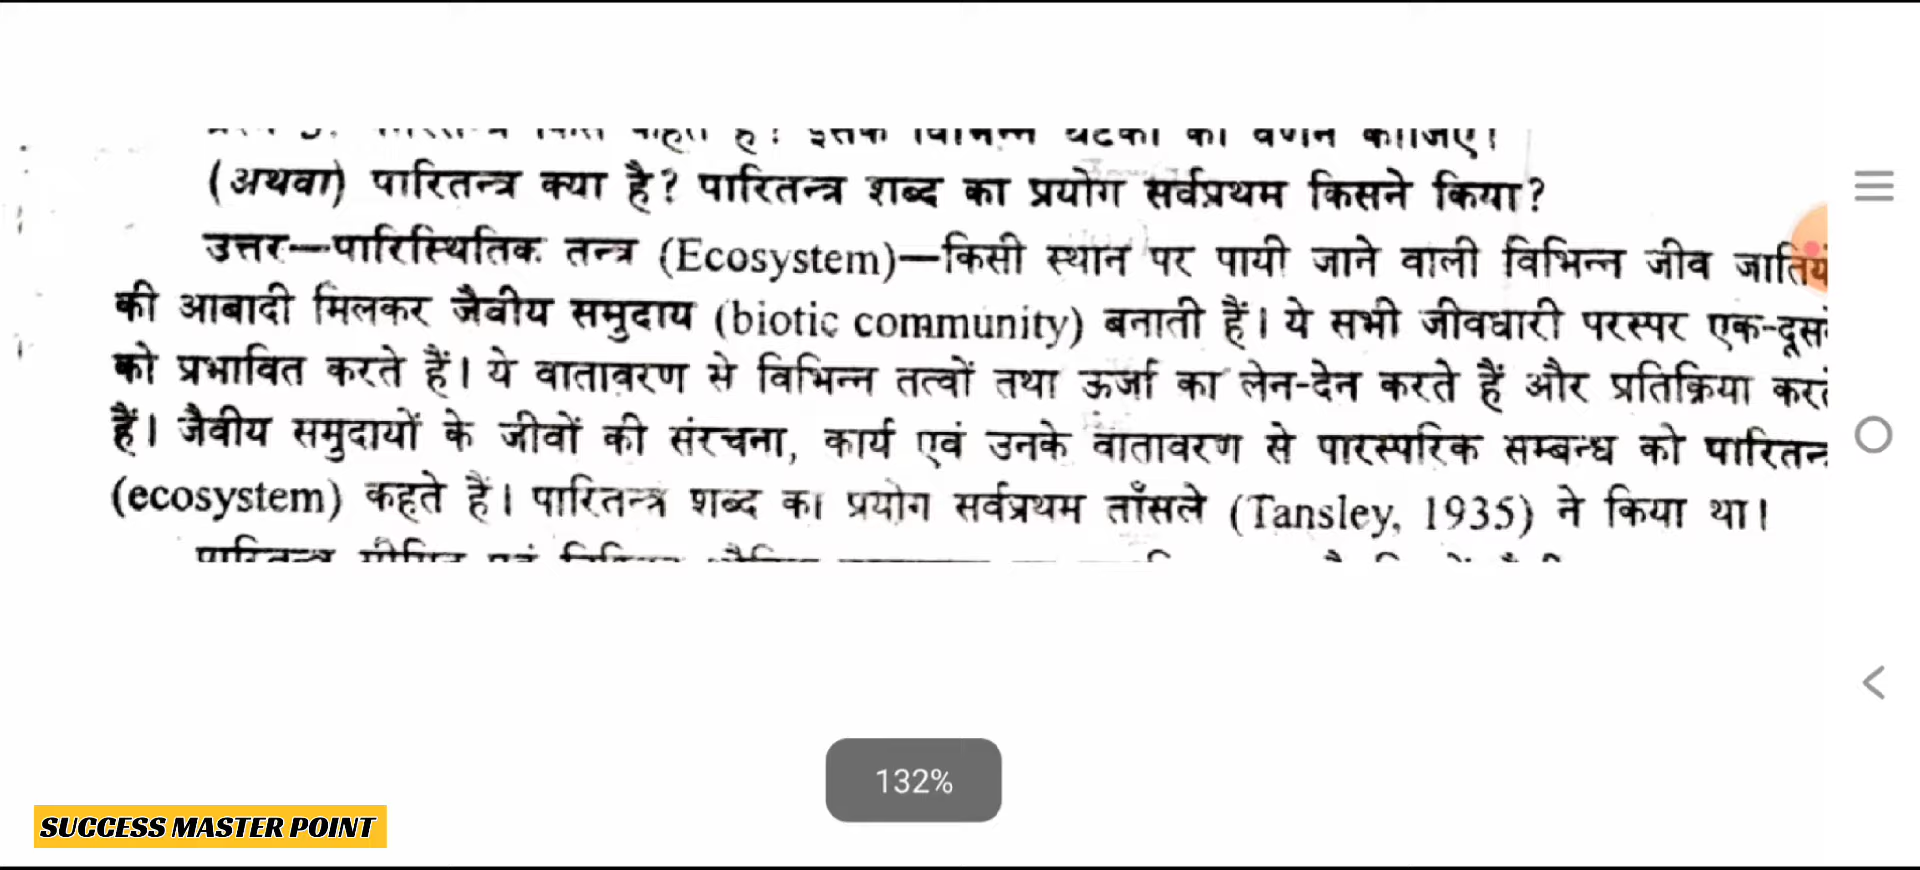 (अथवा) पारितन्त्र क्या है? पारितन्त्र शब्द का प्रयोग सर्वप्रथम किसने किया?
उत्तर—पारिस्थितिक तन्त्र (Ecosystem)—किसी स्थान पर पायी जाने वाली विभिन्न जीव
की आबादी मिलकर जैवीय समुदाय (biotic community) बनाती हैं। ये सभी जीवधारी परस्पर
को प्रभावित करते हैं। ये वातावरण से विभिन्न तत्वों तथा ऊर्जा का लेन-देन करते हैं और प्रतिक्रिया
हैं। जैवीय समुदायों के जीवों की संरचना, कार्य एवं उनके वातावरण से पारस्परिक सम्बन्ध को
(ecosystem) कहते हैं। पारितन्त्र शब्द का प्रयोग सर्वप्रथम ताँसले (Tansley, 1935) ने किया था।
132%
SUCCESS MASTER POINT